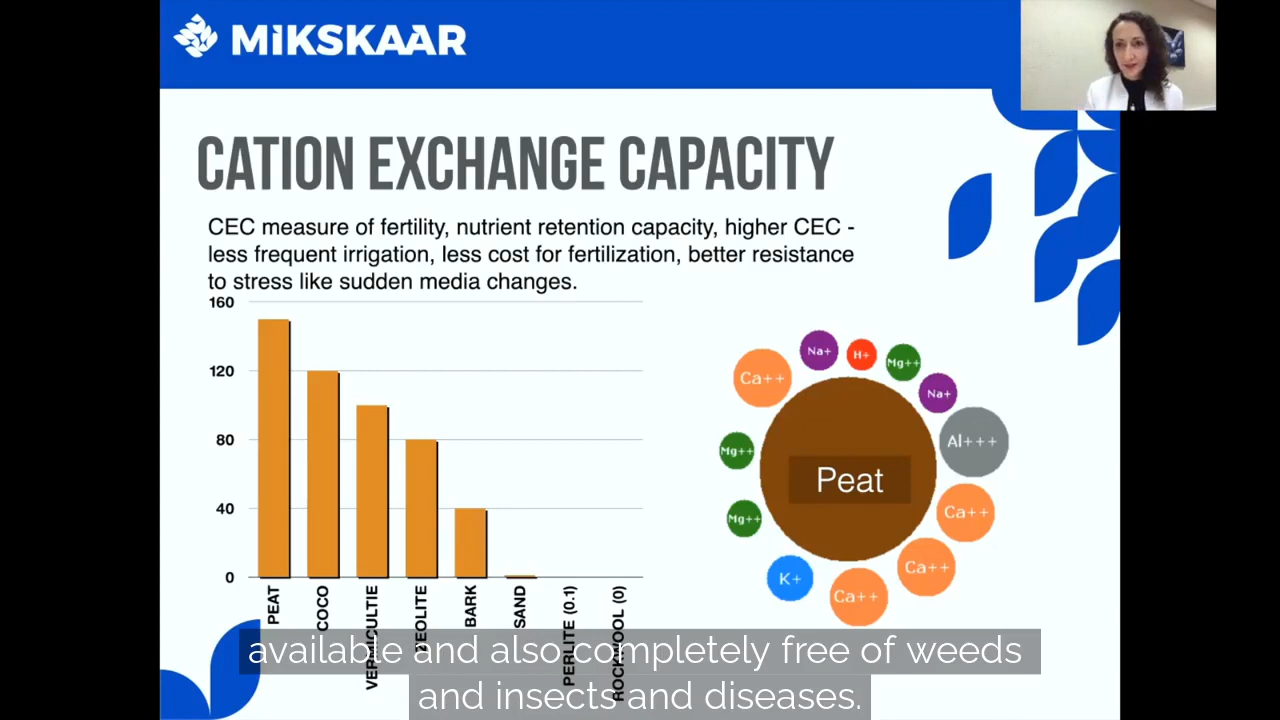 MiKSKAAR
CATION EXCHANGE CAPACITY
CEC measure of fertility, nutrient retention capacity, higher CEC -
less frequent irrigation, less cost for fertilization, better resistance
to stress like sudden media changes.
160
120
80
40
0
PEAT
COCO
VERMICULTIE
ZEOLITE
BARK
SAND
PERLITE (0.1)
ROCKWOOL (0)
Na+
H+
Mg++
Ca++
Na+
Al+++
Mg++
Peat
Ca++
Mg++
Ca++
K+
Ca++
available and also completely free of weeds
and insects and diseases.